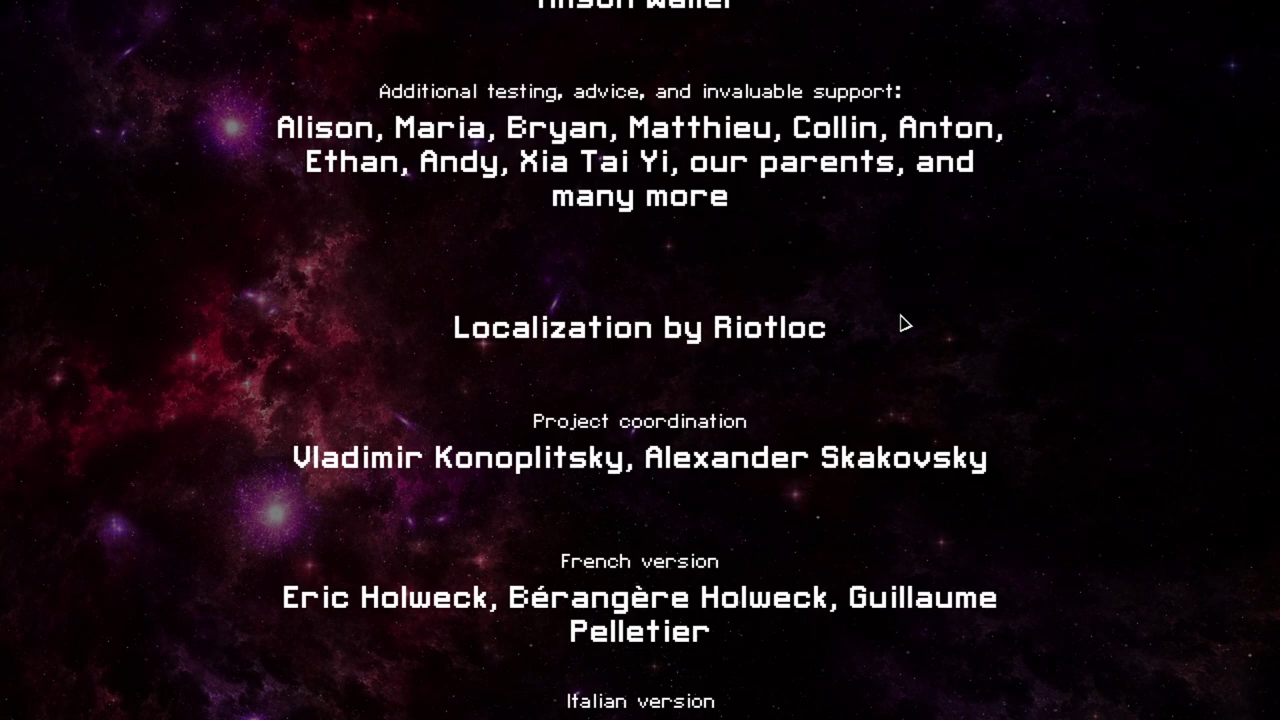 Alison Waller
Additional testing, advice, and invaluable support:
Alison, Maria, Bryan, Matthieu, Collin, Anton,
Ethan, Andy, Xia Tai Yi, our parents, and
many more
Localization by Riotloc
Project coordination
Vladimir Konoplitsky, Alexander Skakovsky
French version
Eric Holweck, Bérangère Holweck, Guillaume
Pelletier
Italian version